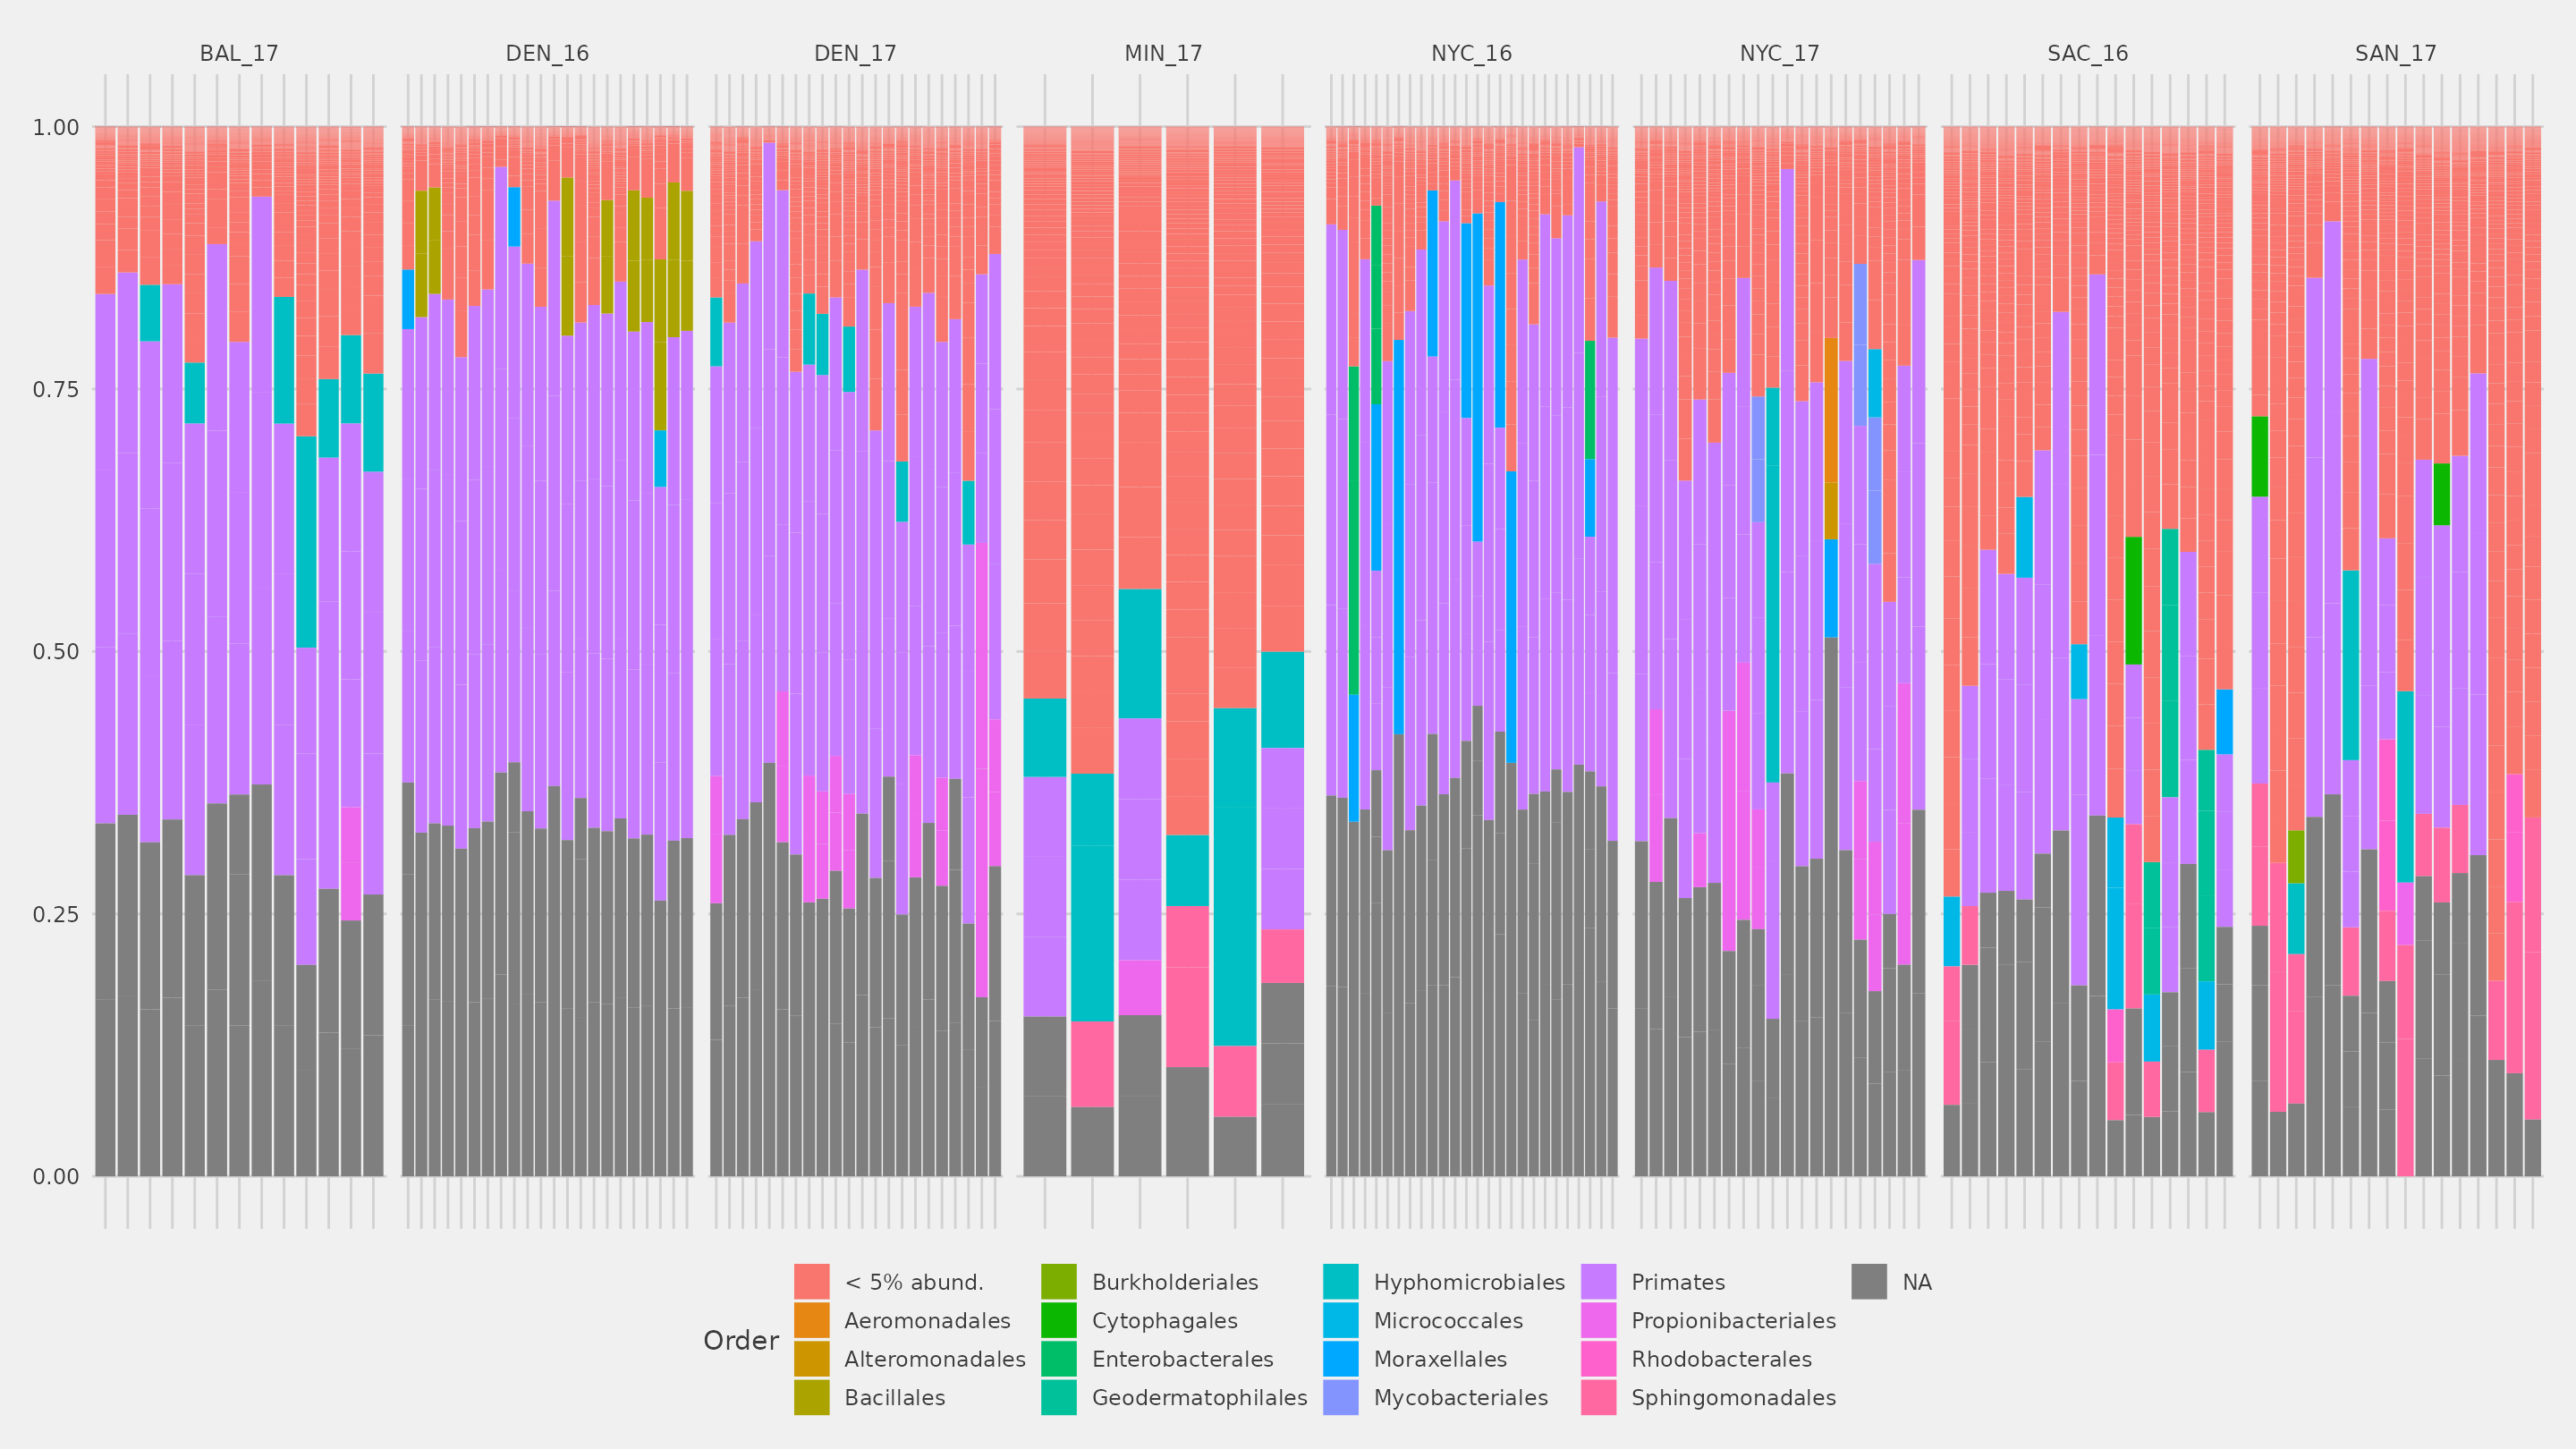 BAL_17 DEN_16 DEN_17 MIN_17 NYC_16 NYC_17 SAC_16 SAN_17
1.00
0.75
0.50
0.25
0.00
Order
< 5% abund. Burkholderiales Hyphomicrobiales Primates NA
Aeromonadales Cytophagales Micrococcales Propionibacteriales
Alteromonadales Enterobacterales Moraxellales Rhodobacterales
Bacillales Geodermatophilales Mycobacteriales Sphingomonadales